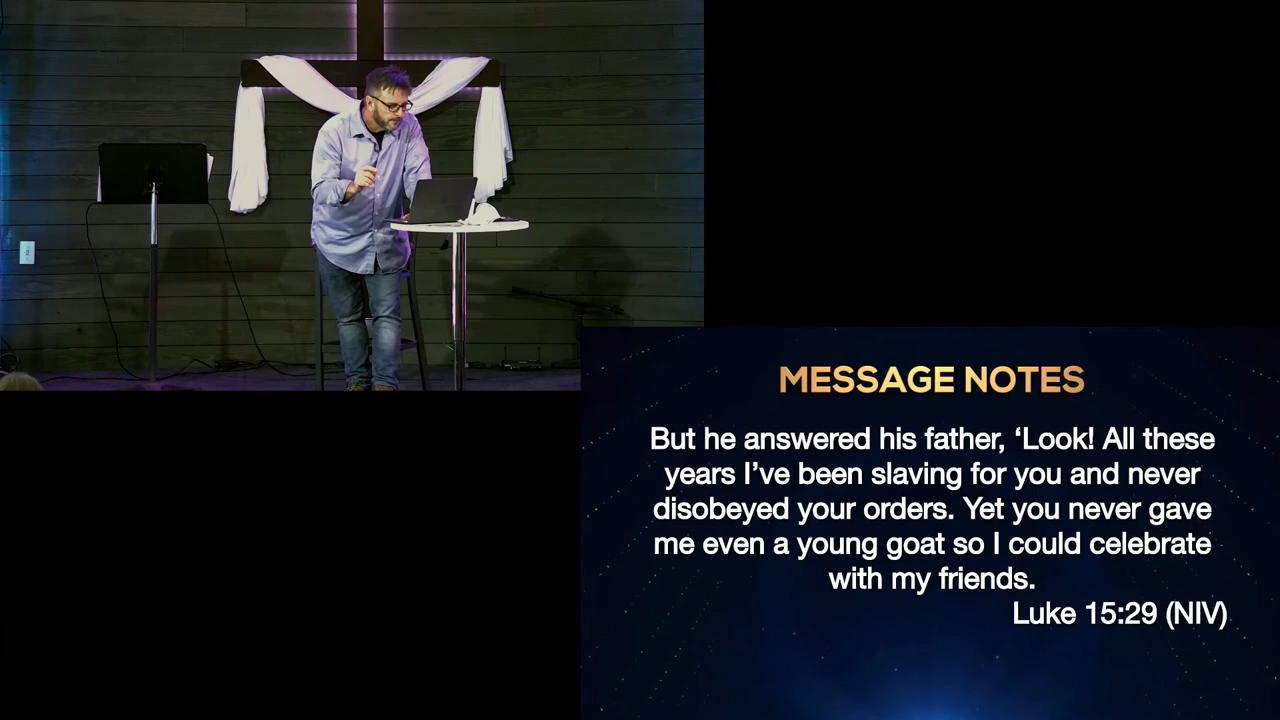 MESSAGE NOTES
But he answered his father, ‘Look! All these
years I’ve been slaving for you and never
disobeyed your orders. Yet you never gave
me even a young goat so I could celebrate
with my friends.
Luke 15:29 (NIV)